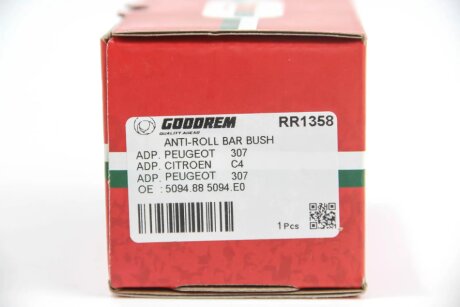 GOODREM RR1358
QUALITY AHEAD
ANTI-ROLL BAR BUSH
ADP. PEUGEOT 307
ADP. CITROEN C4
ADP. PEUGEOT 307
OE : 5094.88 5094.E0
1 Pcs